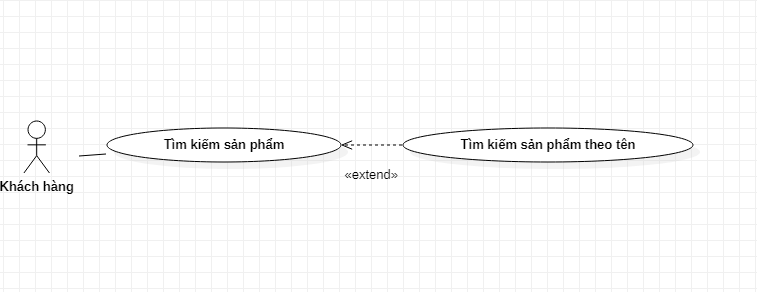 Tìm kiếm sản phẩm
Tìm kiếm sản phẩm theo tên
«extend»
Khách hàng